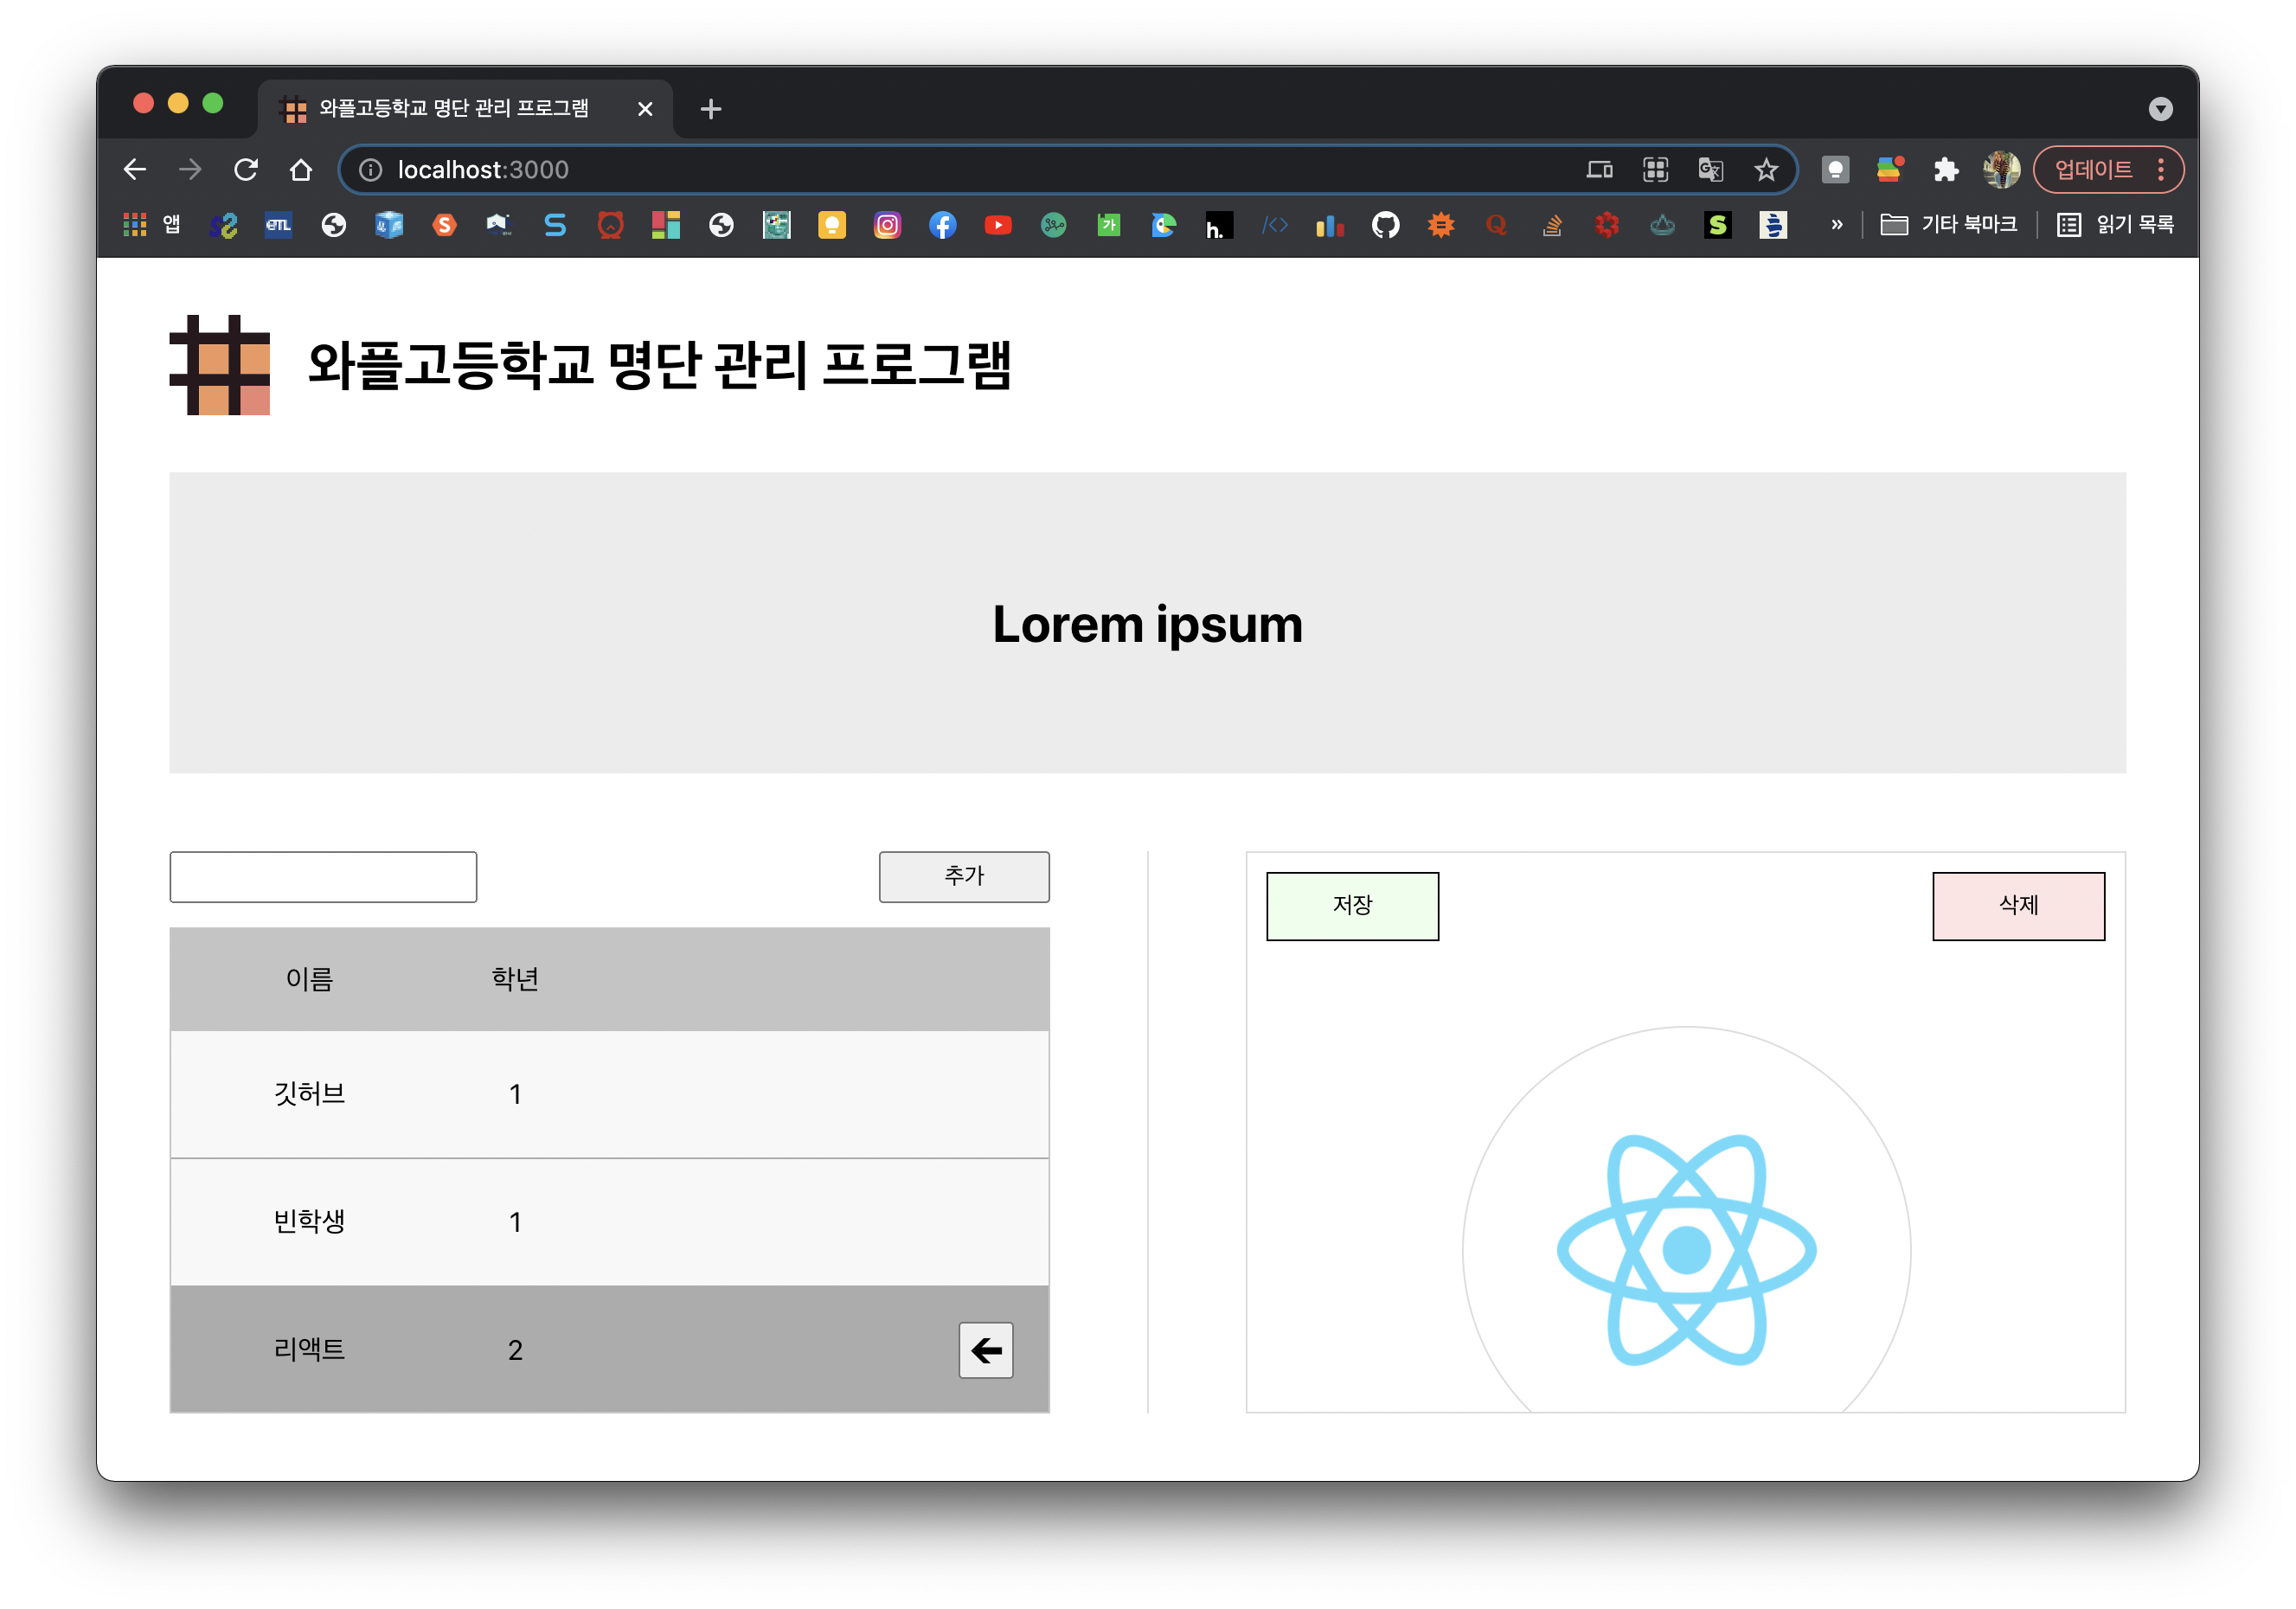 와플고등학교 명단 관리 프로그램
localhost:3000
업데이트
앱
eTL
S
가
h.
Q
S
»
기타 북마크
읽기 목록
와플고등학교 명단 관리 프로그램
Lorem ipsum
추가
저장
삭제
이름 학년
깃허브 1
빈학생 1
리액트 2